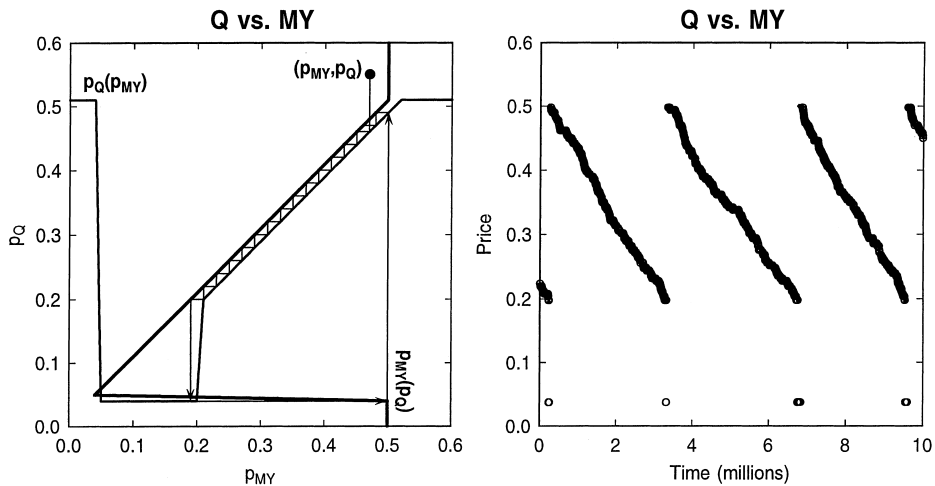 Q vs. MY
0.6
0.5
0.4
0.3
0.2
0.1
0.0
pQ
pQ(pMY)
(pMY,pQ)
pMY(pQ)
0.0 0.1 0.2 0.3 0.4 0.5 0.6
pMY
Q vs. MY
0.6
0.5
0.4
0.3
0.2
0.1
0.0
Price
0 2 4 6 8 10
Time (millions)